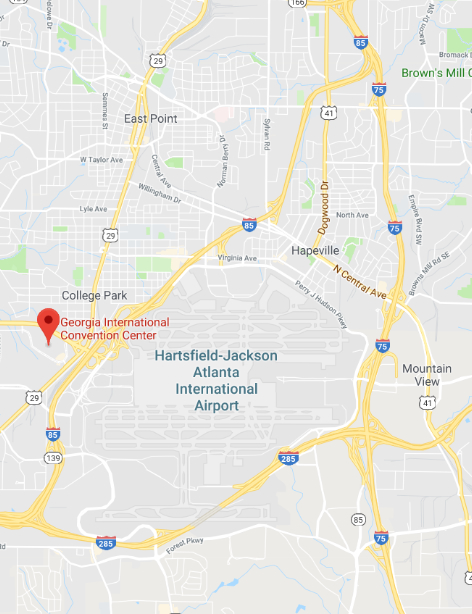 166
Macon Dr SW
85
29
Bromack
Brown's Mill G
75
Semmes St
41
East Point
Sylvan Rd
Norman Berry Dr
W Taylor Ave
Central Ave
Willingham Dr
Dogwood Dr
Lyle Ave
North Ave
Empire Blvd SW
85
75
29
Hapeville
Virginia Ave
Browns Mill Rd SE
N Central Ave
College Park
Perry J Hudson Pkwy
Georgia International
Convention Center
75
Hartsfield-Jackson
Atlanta
International
Airport
Mountain
View
29
41
85
139
285
85
75
285
Forest Pkwy